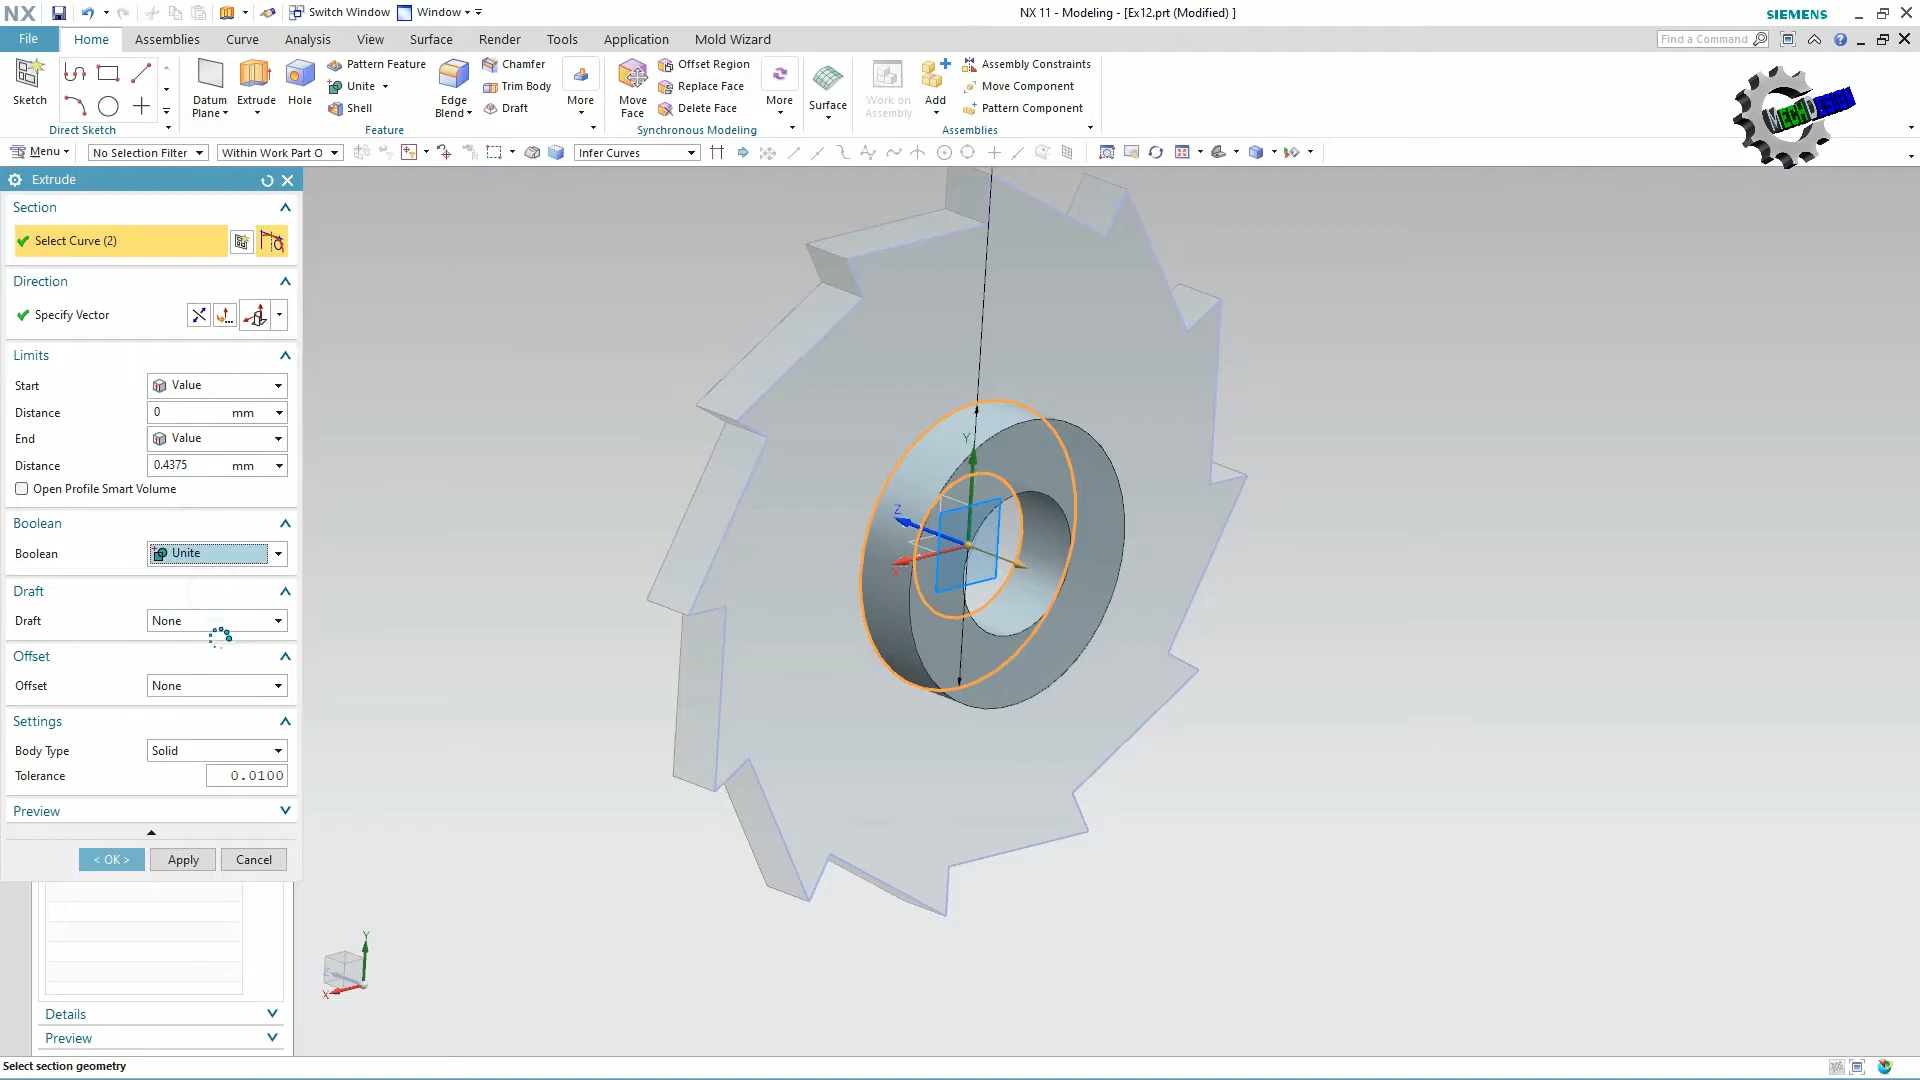 NX Switch Window Window NX 11 - Modeling - [Ex12.prt (Modified) ] SIEMENS
File Home Assemblies Curve Analysis View Surface Render Tools Application Mold Wizard Find a Command
Sketch
Direct Sketch
Datum Plane
Extrude
Hole
Pattern Feature
Unite
Shell
Edge Blend
Chamfer
Trim Body
Draft
More
Feature
Move Face
Offset Region
Replace Face
Delete Face
More
Synchronous Modeling
Surface
Work on Assembly
Add
Assembly Constraints
Move Component
Pattern Component
Assemblies
MECHDESIGN
Menu No Selection Filter Within Work Part O Infer Curves
Extrude
Section
Select Curve (2)
Direction
Specify Vector
Limits
Start Value
Distance 0 mm
End Value
Distance 0.4375 mm
Open Profile Smart Volume
Boolean
Boolean Unite
Draft
Draft None
Offset
Offset None
Settings
Body Type Solid
Tolerance 0.0100
Preview
< OK > Apply Cancel
Details
Preview
Y
Z
X
Y
Z
X
Select section geometry